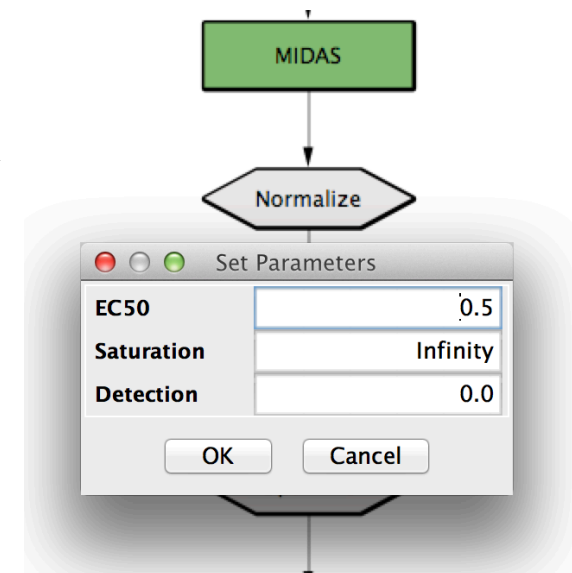 MIDAS
Normalize
Set Parameters
EC50 0.5
Saturation Infinity
Detection 0.0
OK Cancel